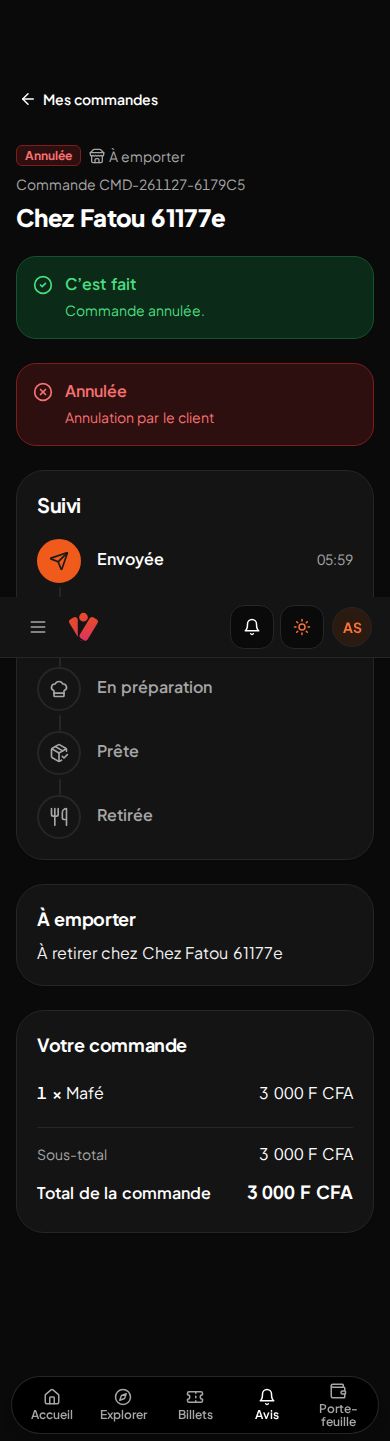 Mes commandes
Annulée À emporter
Commande CMD-261127-6179C5
Chez Fatou 61177e
C’est fait
Commande annulée.
Annulée
Annulation par le client
Suivi
Envoyée 05:59
AS
En préparation
Prête
Retirée
À emporter
À retirer chez Chez Fatou 61177e
Votre commande
1 × Mafé 3 000 F CFA
Sous-total 3 000 F CFA
Total de la commande 3 000 F CFA
Accueil Explorer Billets Avis Porte-
feuille